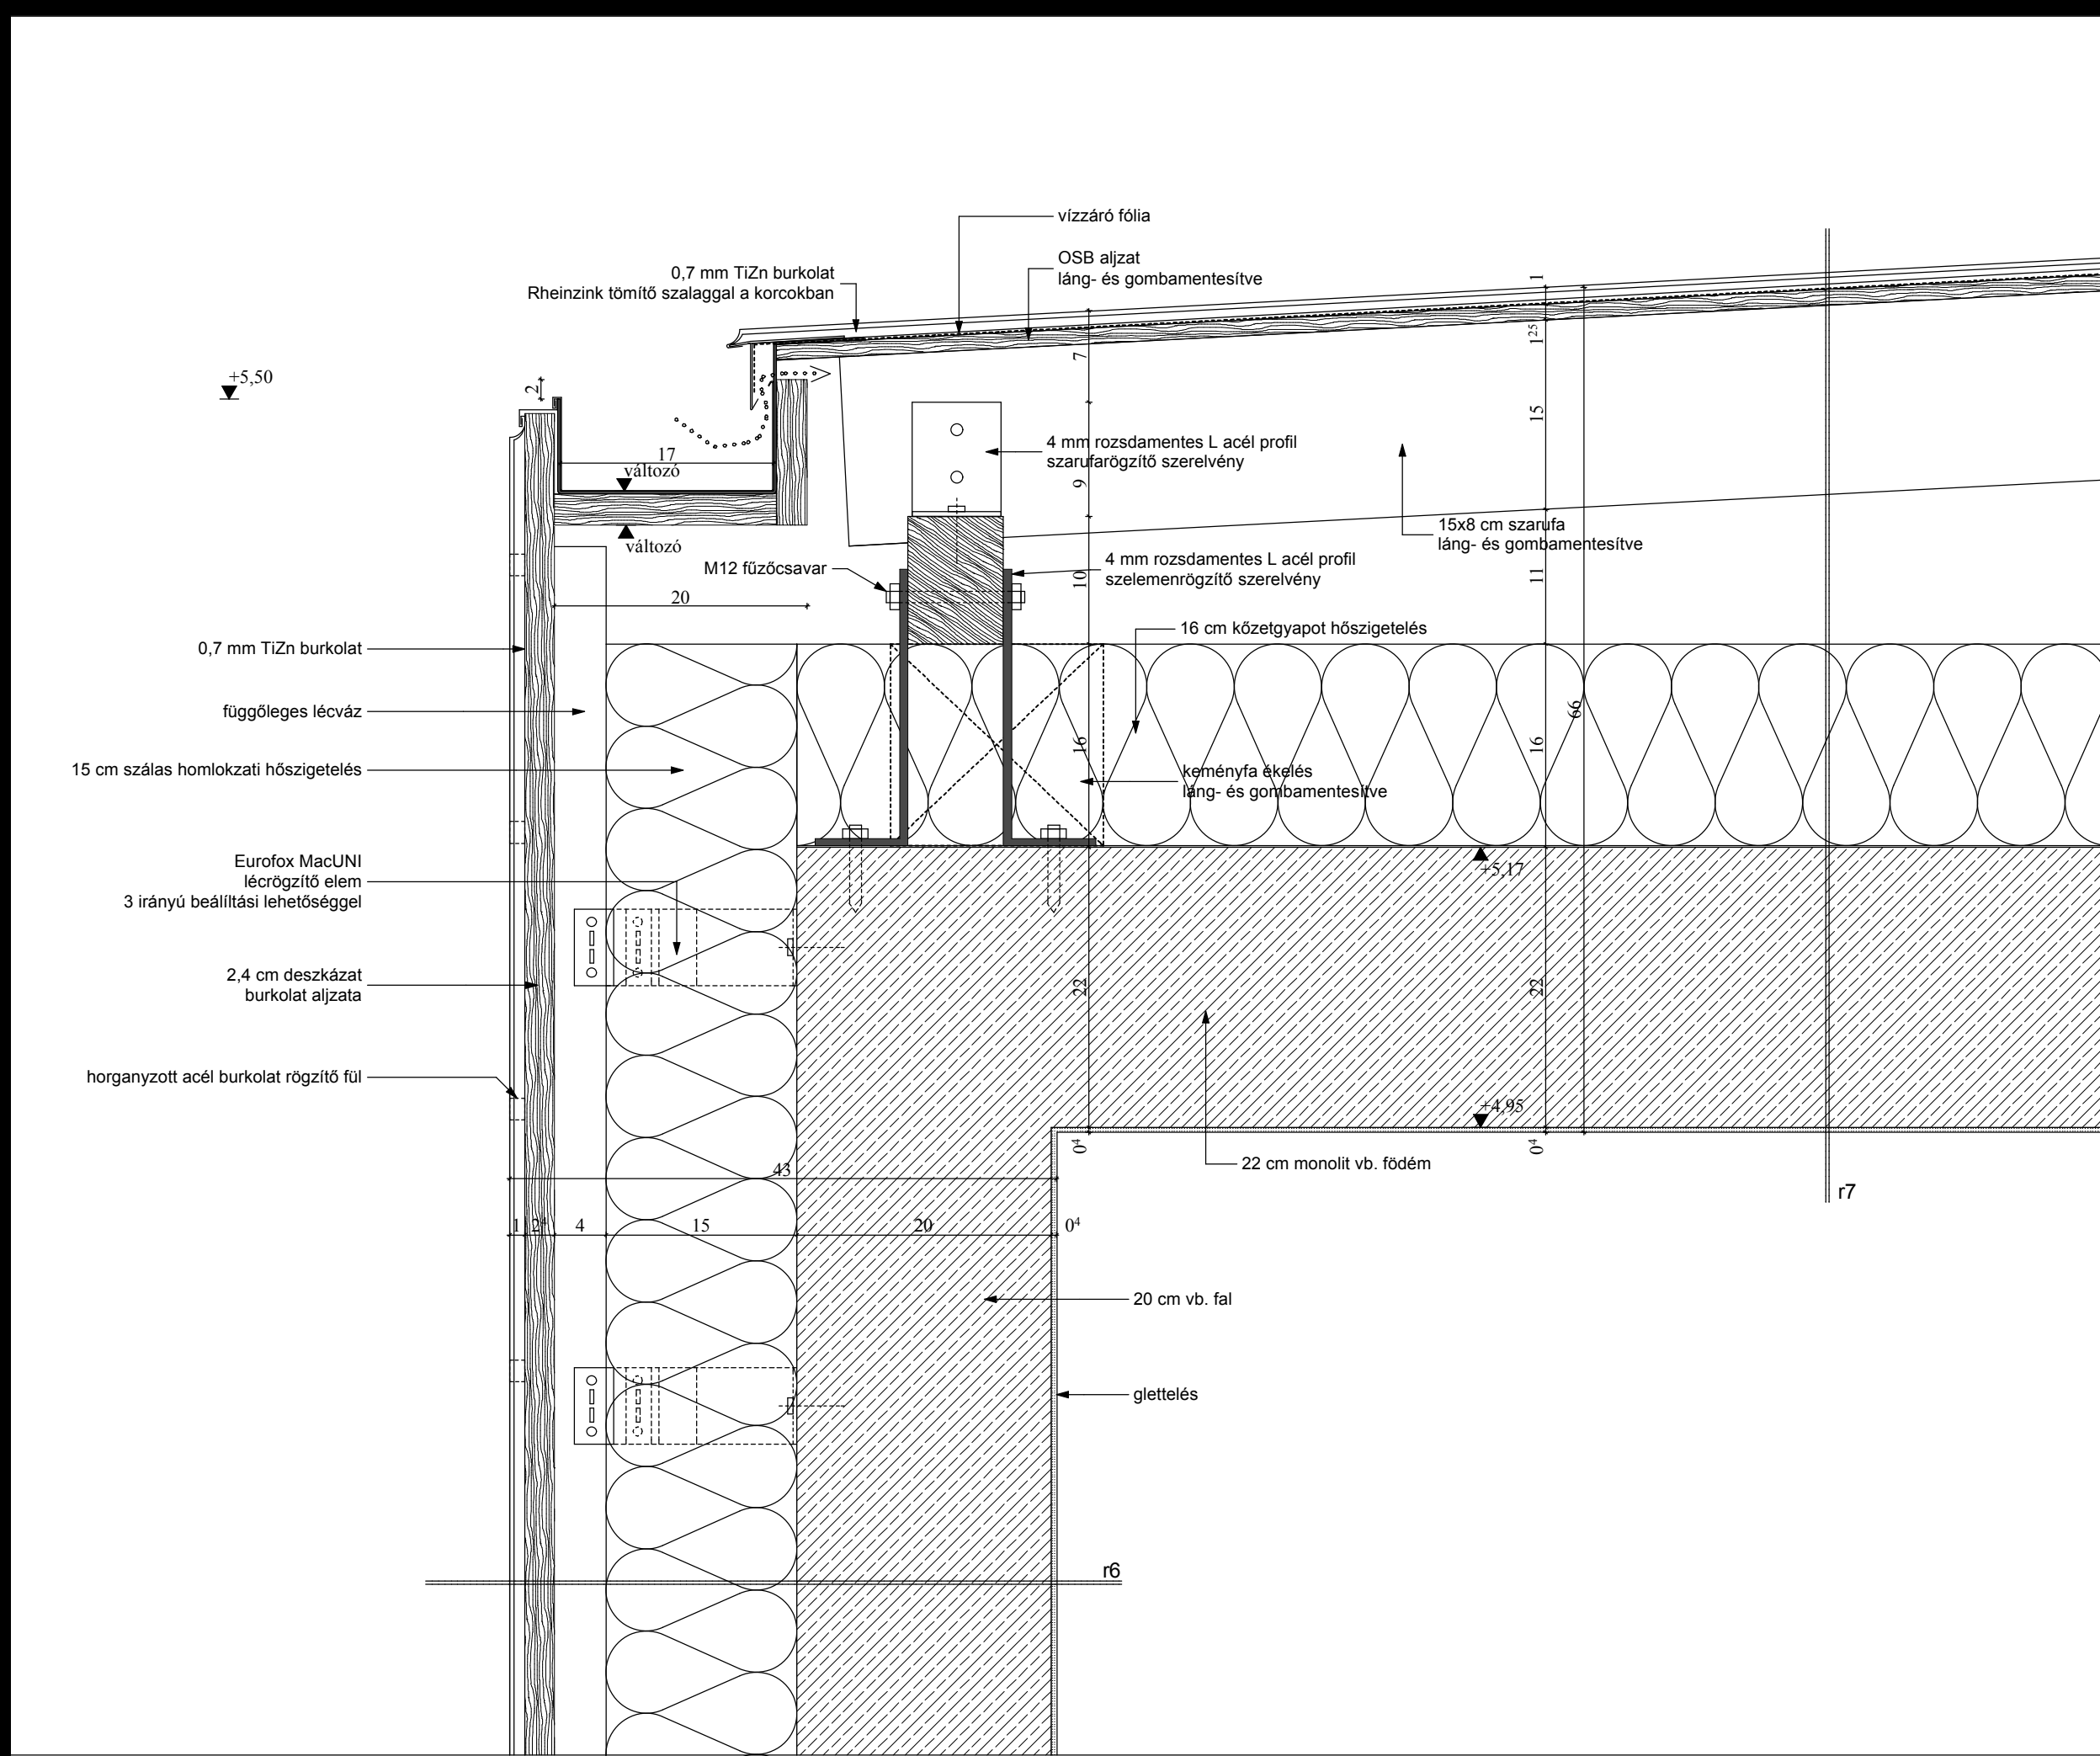 vízzáró fólia
OSB aljzat
láng- és gombamentesítve
0,7 mm TiZn burkolat
Rheinzink tömítő szalaggal a korcokban
1
1²⁵
7
+5,50
2
15
4 mm rozsdamentes L acél profil
szarufarögzítő szerelvény
17
változó
9
15x8 cm szarufa
láng- és gombamentesítve
változó
M12 fűzőcsavar
4 mm rozsdamentes L acél profil
szelemenrögzítő szerelvény
10
11
20
16 cm kőzetgyapot hőszigetelés
0,7 mm TiZn burkolat
függőleges lécváz
66
16
16
15 cm szálas homlokzati hőszigetelés
keményfa ékelés
láng- és gombamentesítve
Eurofox MacUNI
lécrögzítő elem
3 irányú beálíltási lehetőséggel
+5,17
2,4 cm deszkázat
burkolat aljzata
22
22
horganyzott acél burkolat rögzítő fül
+4,95
0⁴
0⁴
22 cm monolit vb. födém
43
r7
1
2⁴
4
15
20
0⁴
20 cm vb. fal
glettelés
r6